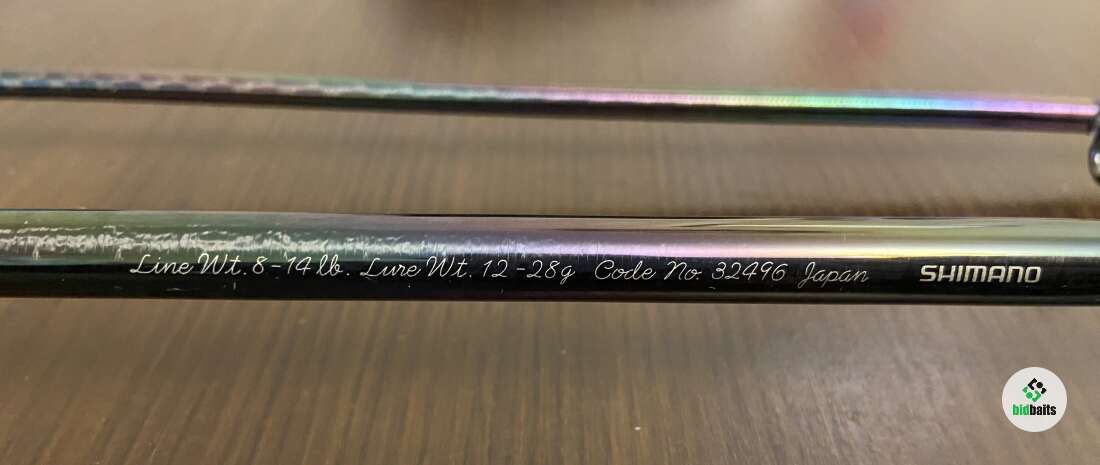 Line Wt. 8-14 lb. Lure Wt. 12-28g Code No. 32496 Japan SHIMANO
bidbaits